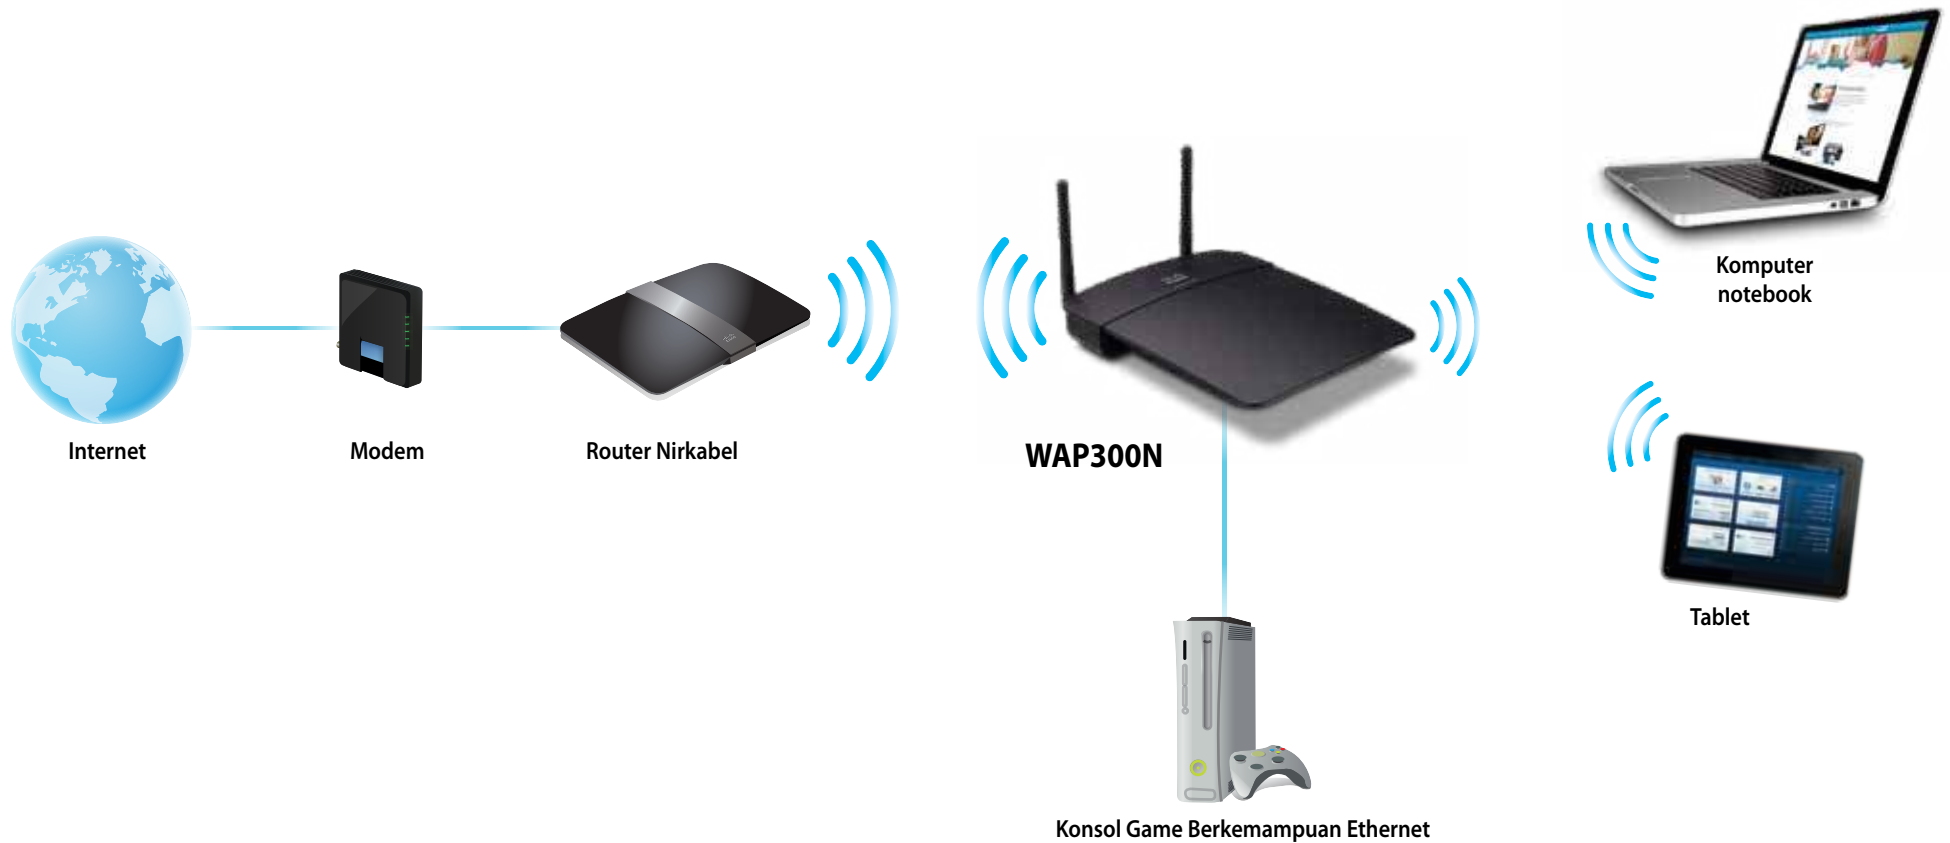 Internet
Modem
Router Nirkabel
WAP300N
Komputer
notebook
Tablet
Konsol Game Berkemampuan Ethernet